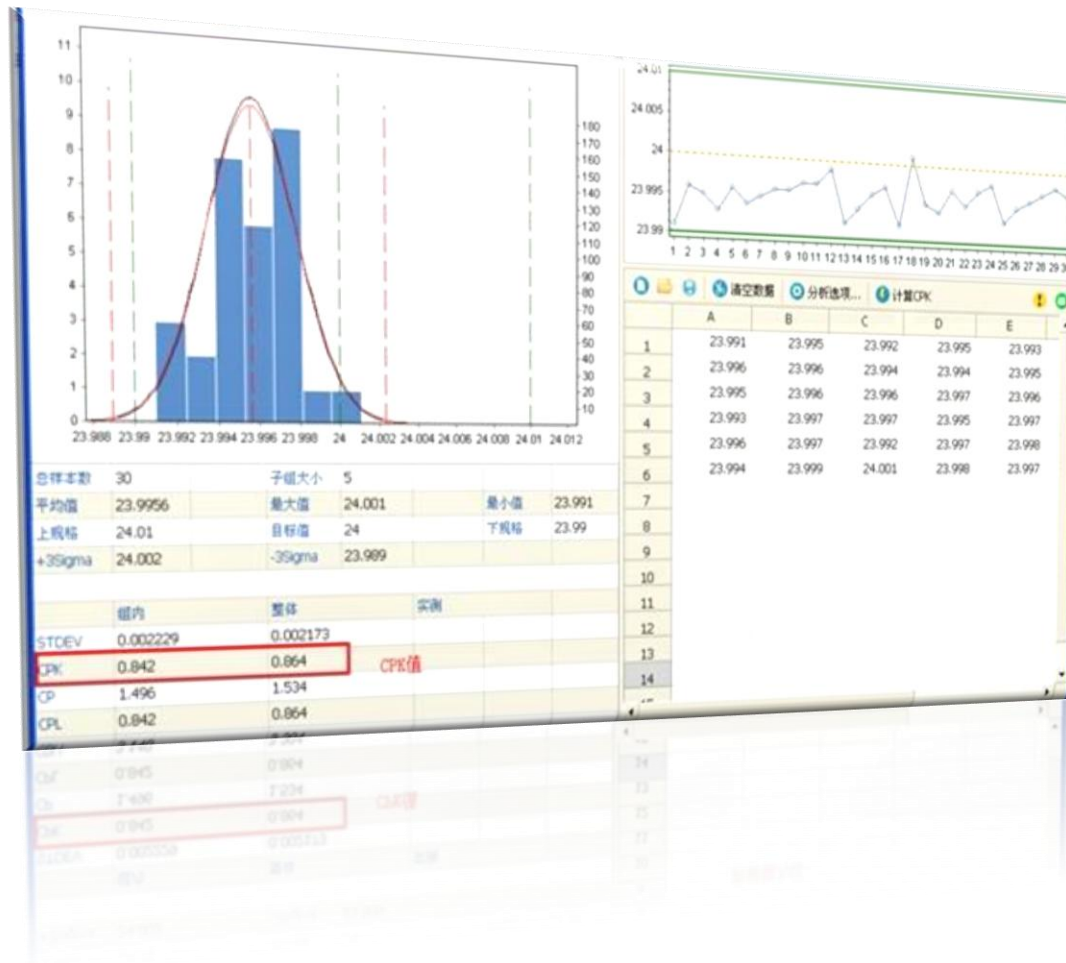 11
10
9
8
7
6
5
4
3
2
1
0
180
170
160
150
140
130
120
110
100
90
80
70
60
50
40
30
20
10
23.988 23.99 23.992 23.994 23.996 23.998 24 24.002 24.004 24.006 24.008 24.01 24.012
总样本数 30 子组大小 5
平均值 23.9956 最大值 24.001 最小值 23.991
上规格 24.01 目标值 24 下规格 23.99
+3Sigma 24.002 -3Sigma 23.989
组内 整体 实测
STDEV 0.002229 0.002173
CPK 0.842 0.864 CPK值
CP 1.496 1.534
CPL 0.842 0.864
24.01
24.005
24
23.995
23.99
1 2 3 4 5 6 7 8 9 10 11 12 13 14 15 16 17 18 19 20 21 22 23 24 25 26 27 28 29
清空数据 分析选项... 计算CPK
A B C D E
1 23.991 23.995 23.992 23.995 23.993
2 23.996 23.996 23.994 23.994 23.995
3 23.995 23.996 23.996 23.997 23.996
4 23.993 23.997 23.997 23.995 23.997
5 23.996 23.997 23.992 23.997 23.998
6 23.994 23.999 24.001 23.998 23.997
7
8
9
10
11
12
13
14